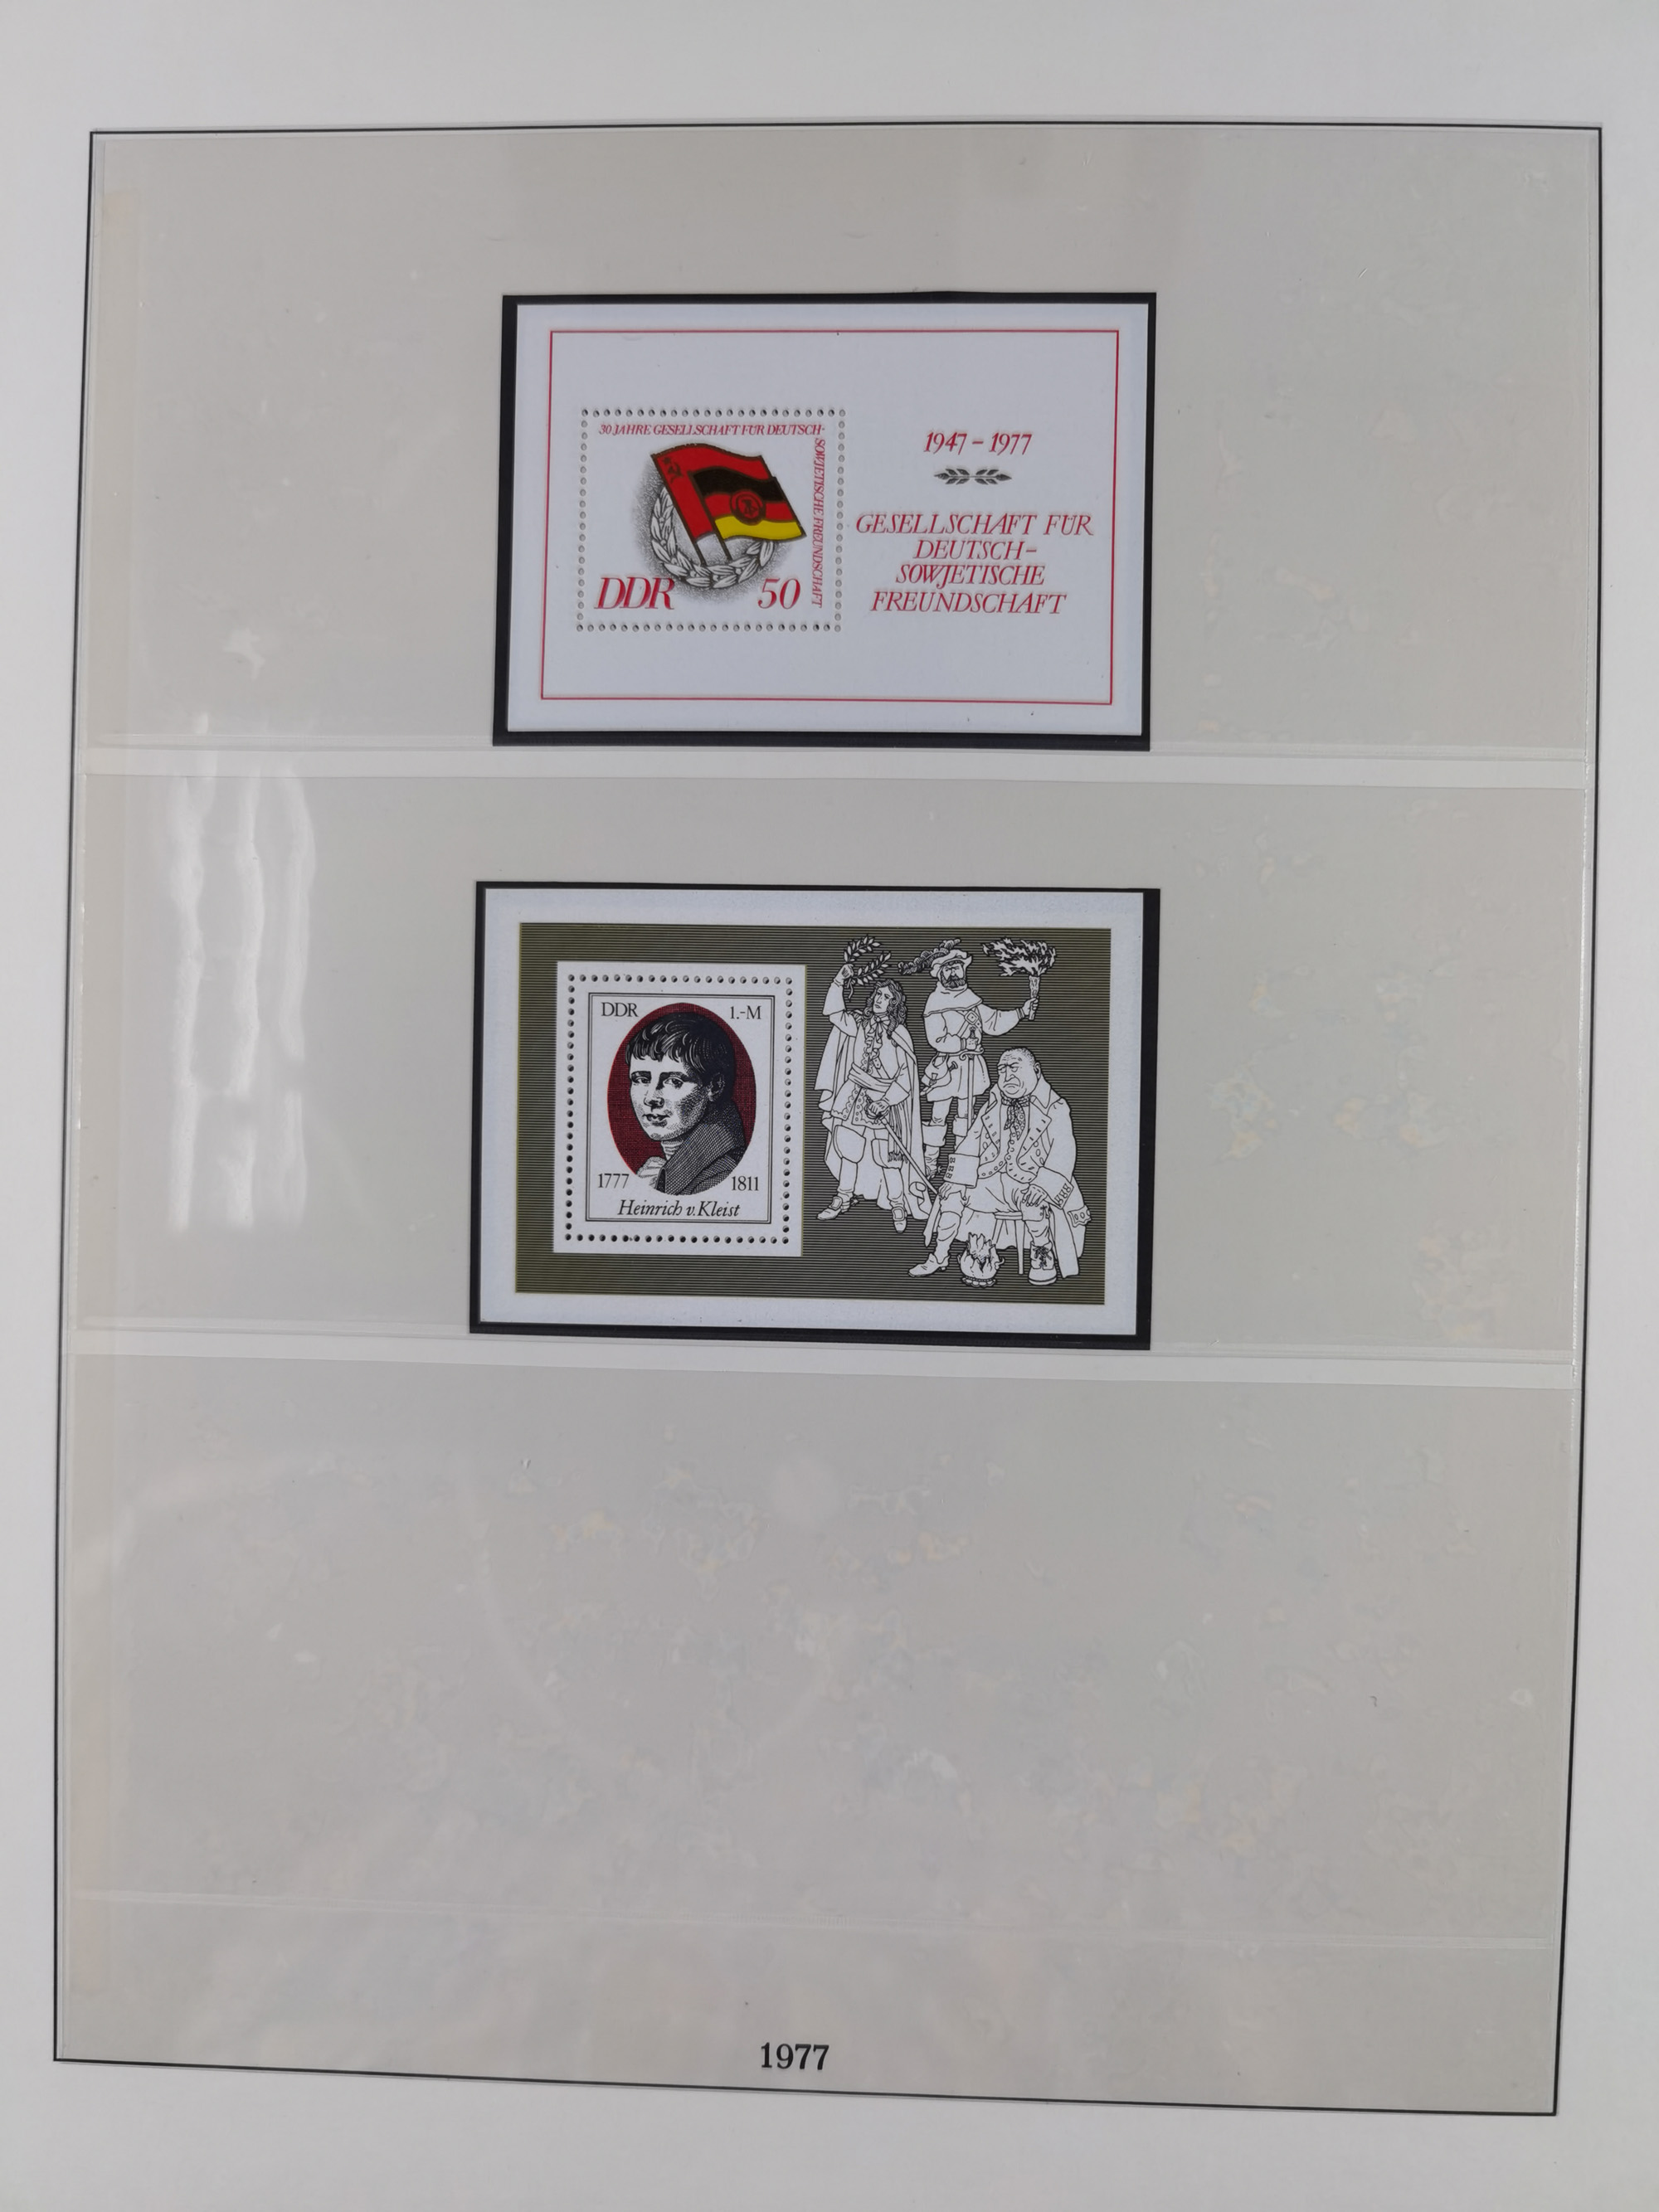 30 JAHRE GESELLSCHAFT FÜR DEUTSCH-
SOWJETISCHE FREUNDSCHAFT
DDR 50
1947 - 1977
GESELLSCHAFT FÜR
DEUTSCH-
SOWJETISCHE
FREUNDSCHAFT
DDR 1.-M
1777 1811
Heinrich v. Kleist
1977